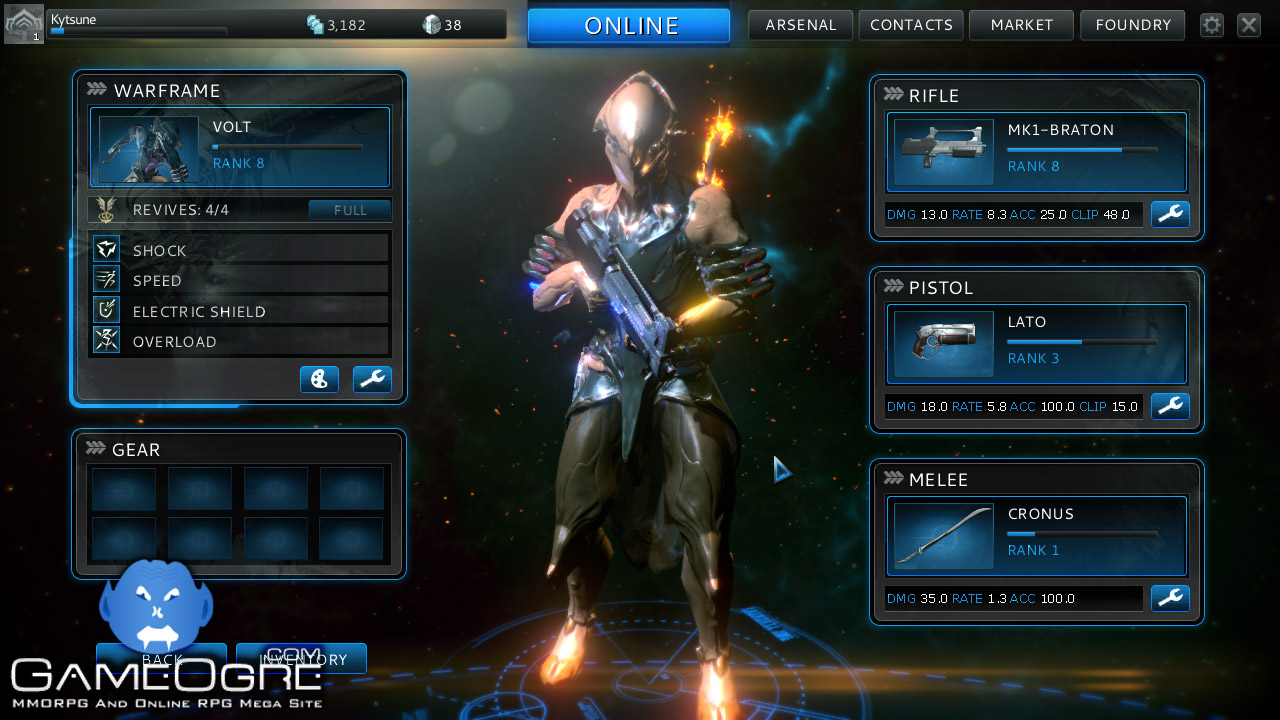 Kytsune
1
3,182
38
ONLINE
ARSENAL
CONTACTS
MARKET
FOUNDRY
WARFRAME
VOLT
RANK 8
REVIVES: 4/4
FULL
SHOCK
SPEED
ELECTRIC SHIELD
OVERLOAD
GEAR
BACK
INVENTORY
RIFLE
MK1-BRATON
RANK 8
DMG 13.0 RATE 8.3 ACC 25.0 CLIP 48.0
PISTOL
LATO
RANK 3
DMG 18.0 RATE 5.8 ACC 100.0 CLIP 15.0
MELEE
CRONUS
RANK 1
DMG 35.0 RATE 1.3 ACC 100.0
GAMEOGRE.COM
MMORPG AND ONLINE RPG MEGA SITE